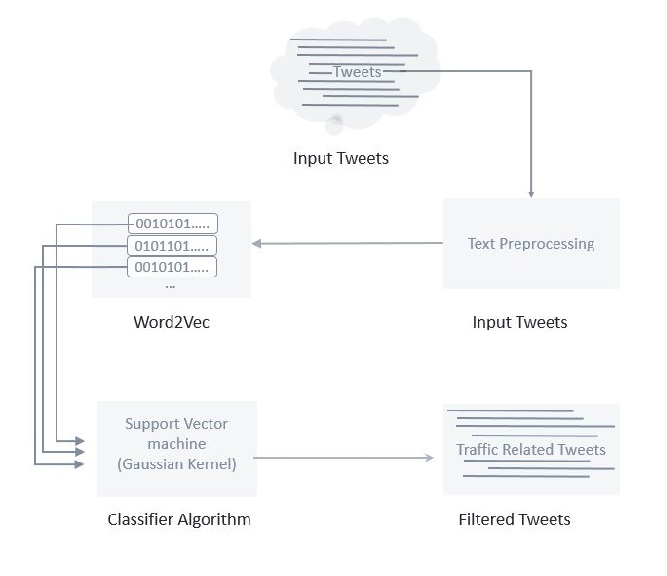 Tweets
Input Tweets
0010101.....
0101101.....
0010101.....
...
Word2Vec
Text Preprocessing
Input Tweets
Support Vector
machine
(Gaussian Kernel)
Classifier Algorithm
Traffic Related Tweets
Filtered Tweets